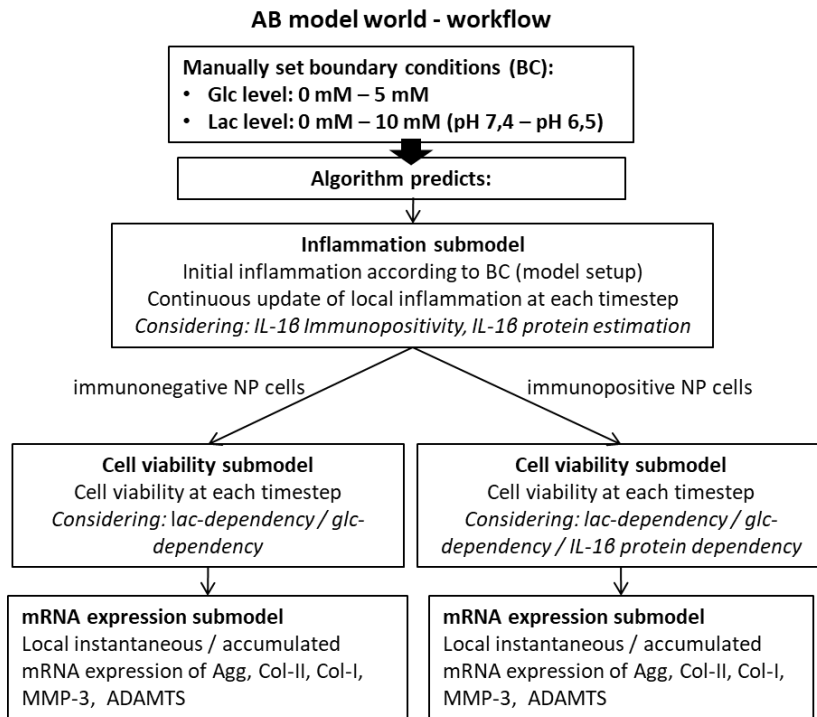 AB model world - workflow
Manually set boundary conditions (BC):
• Glc level: 0 mM – 5 mM
• Lac level: 0 mM – 10 mM (pH 7,4 – pH 6,5)
Algorithm predicts:
Inflammation submodel
Initial inflammation according to BC (model setup)
Continuous update of local inflammation at each timestep
Considering: IL-1β Immunopositivity, IL-1β protein estimation
immunonegative NP cells
immunopositive NP cells
Cell viability submodel
Cell viability at each timestep
Considering: lac-dependency / glc-
dependency
Cell viability submodel
Cell viability at each timestep
Considering: lac-dependency / glc-
dependency / IL-1β protein dependency
mRNA expression submodel
Local instantaneous / accumulated
mRNA expression of Agg, Col-II, Col-I,
MMP-3, ADAMTS
mRNA expression submodel
Local instantaneous / accumulated
mRNA expression of Agg, Col-II, Col-I,
MMP-3, ADAMTS